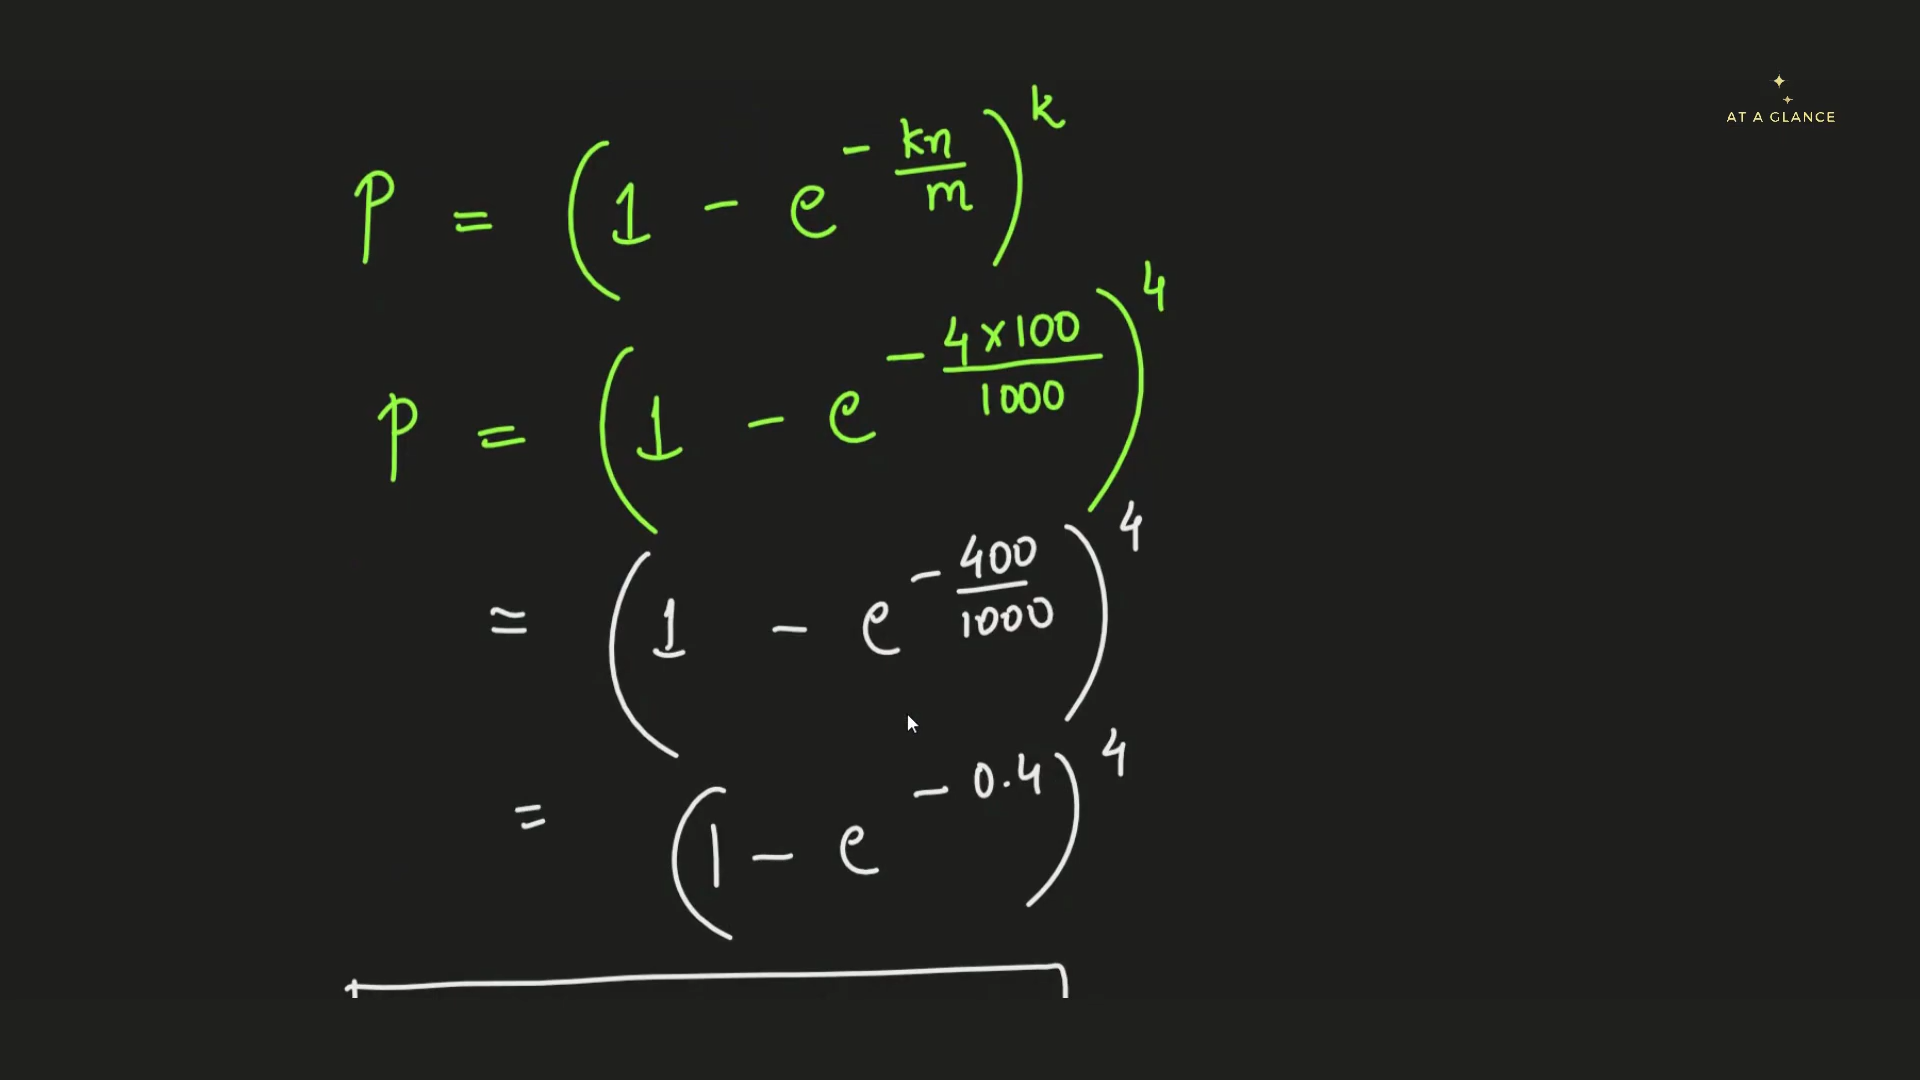 AT A GLANCE
P = (1 - e^{-kn/m})^k
P = (1 - e^{-4×100/1000})^4
= (1 - e^{-400/1000})^4
= (1 - e^{-0.4})^4